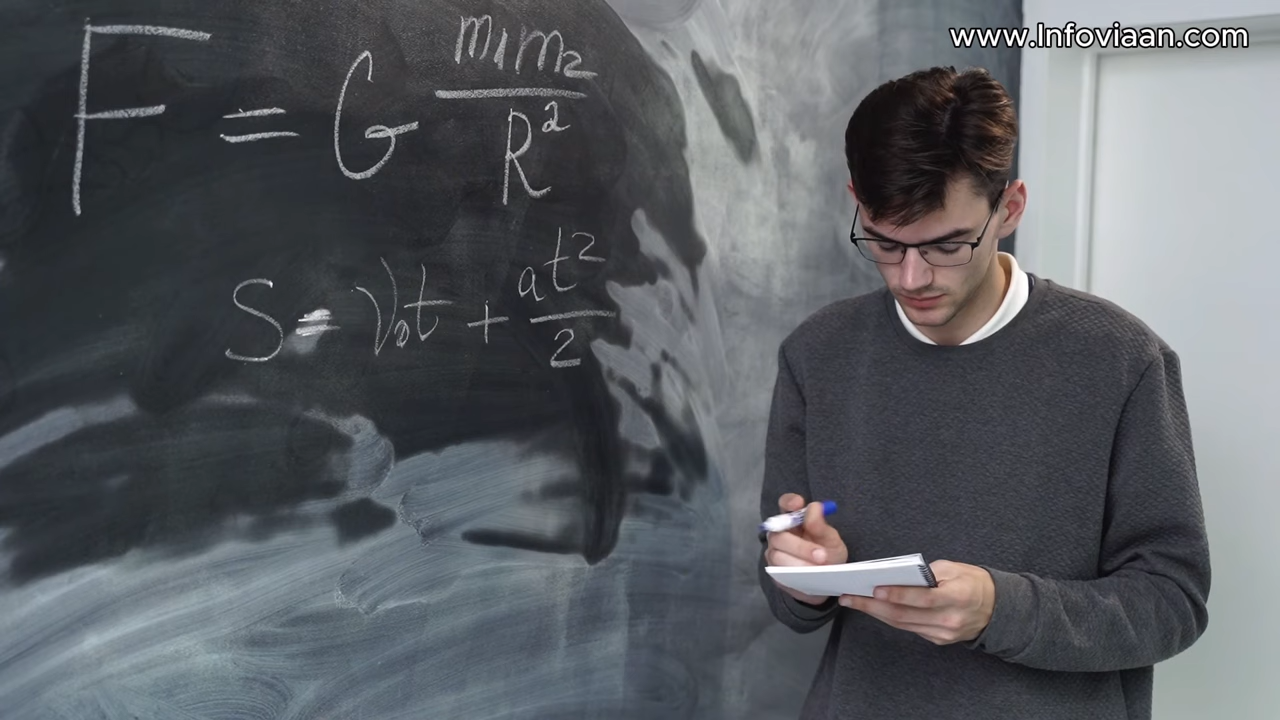 www.Infoviaan.com
F = G m₁m₂/R²
S = V₀t + at²/2